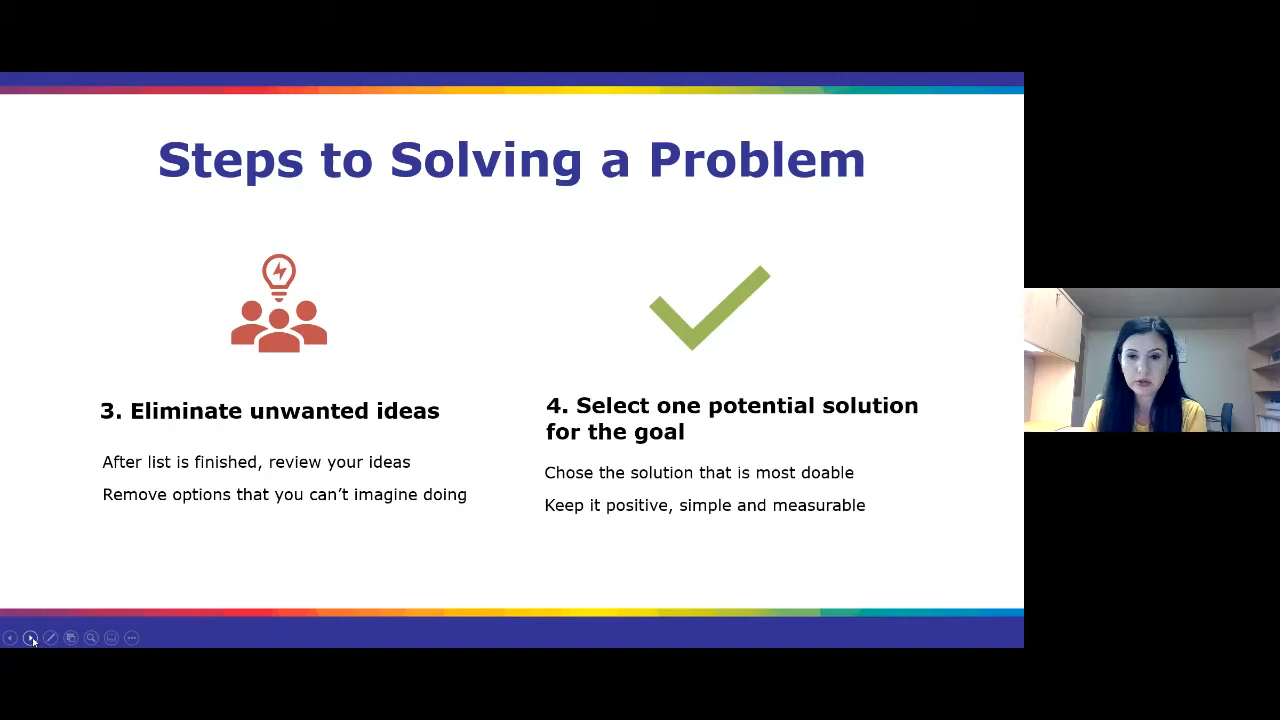 Steps to Solving a Problem
3. Eliminate unwanted ideas
After list is finished, review your ideas
Remove options that you can’t imagine doing
4. Select one potential solution
for the goal
Chose the solution that is most doable
Keep it positive, simple and measurable